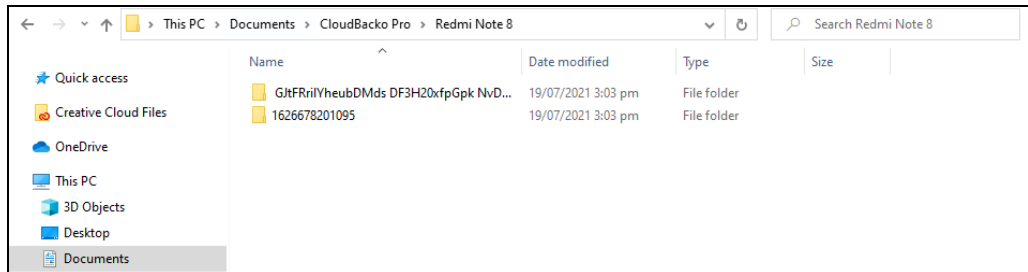 This PC > Documents > CloudBacko Pro > Redmi Note 8
Search Redmi Note 8
Name Date modified Type Size
Quick access
GJtFRrilYheubDMds DF3H20xfpGpk NvD... 19/07/2021 3:03 pm File folder
Creative Cloud Files
1626678201095 19/07/2021 3:03 pm File folder
OneDrive
This PC
3D Objects
Desktop
Documents